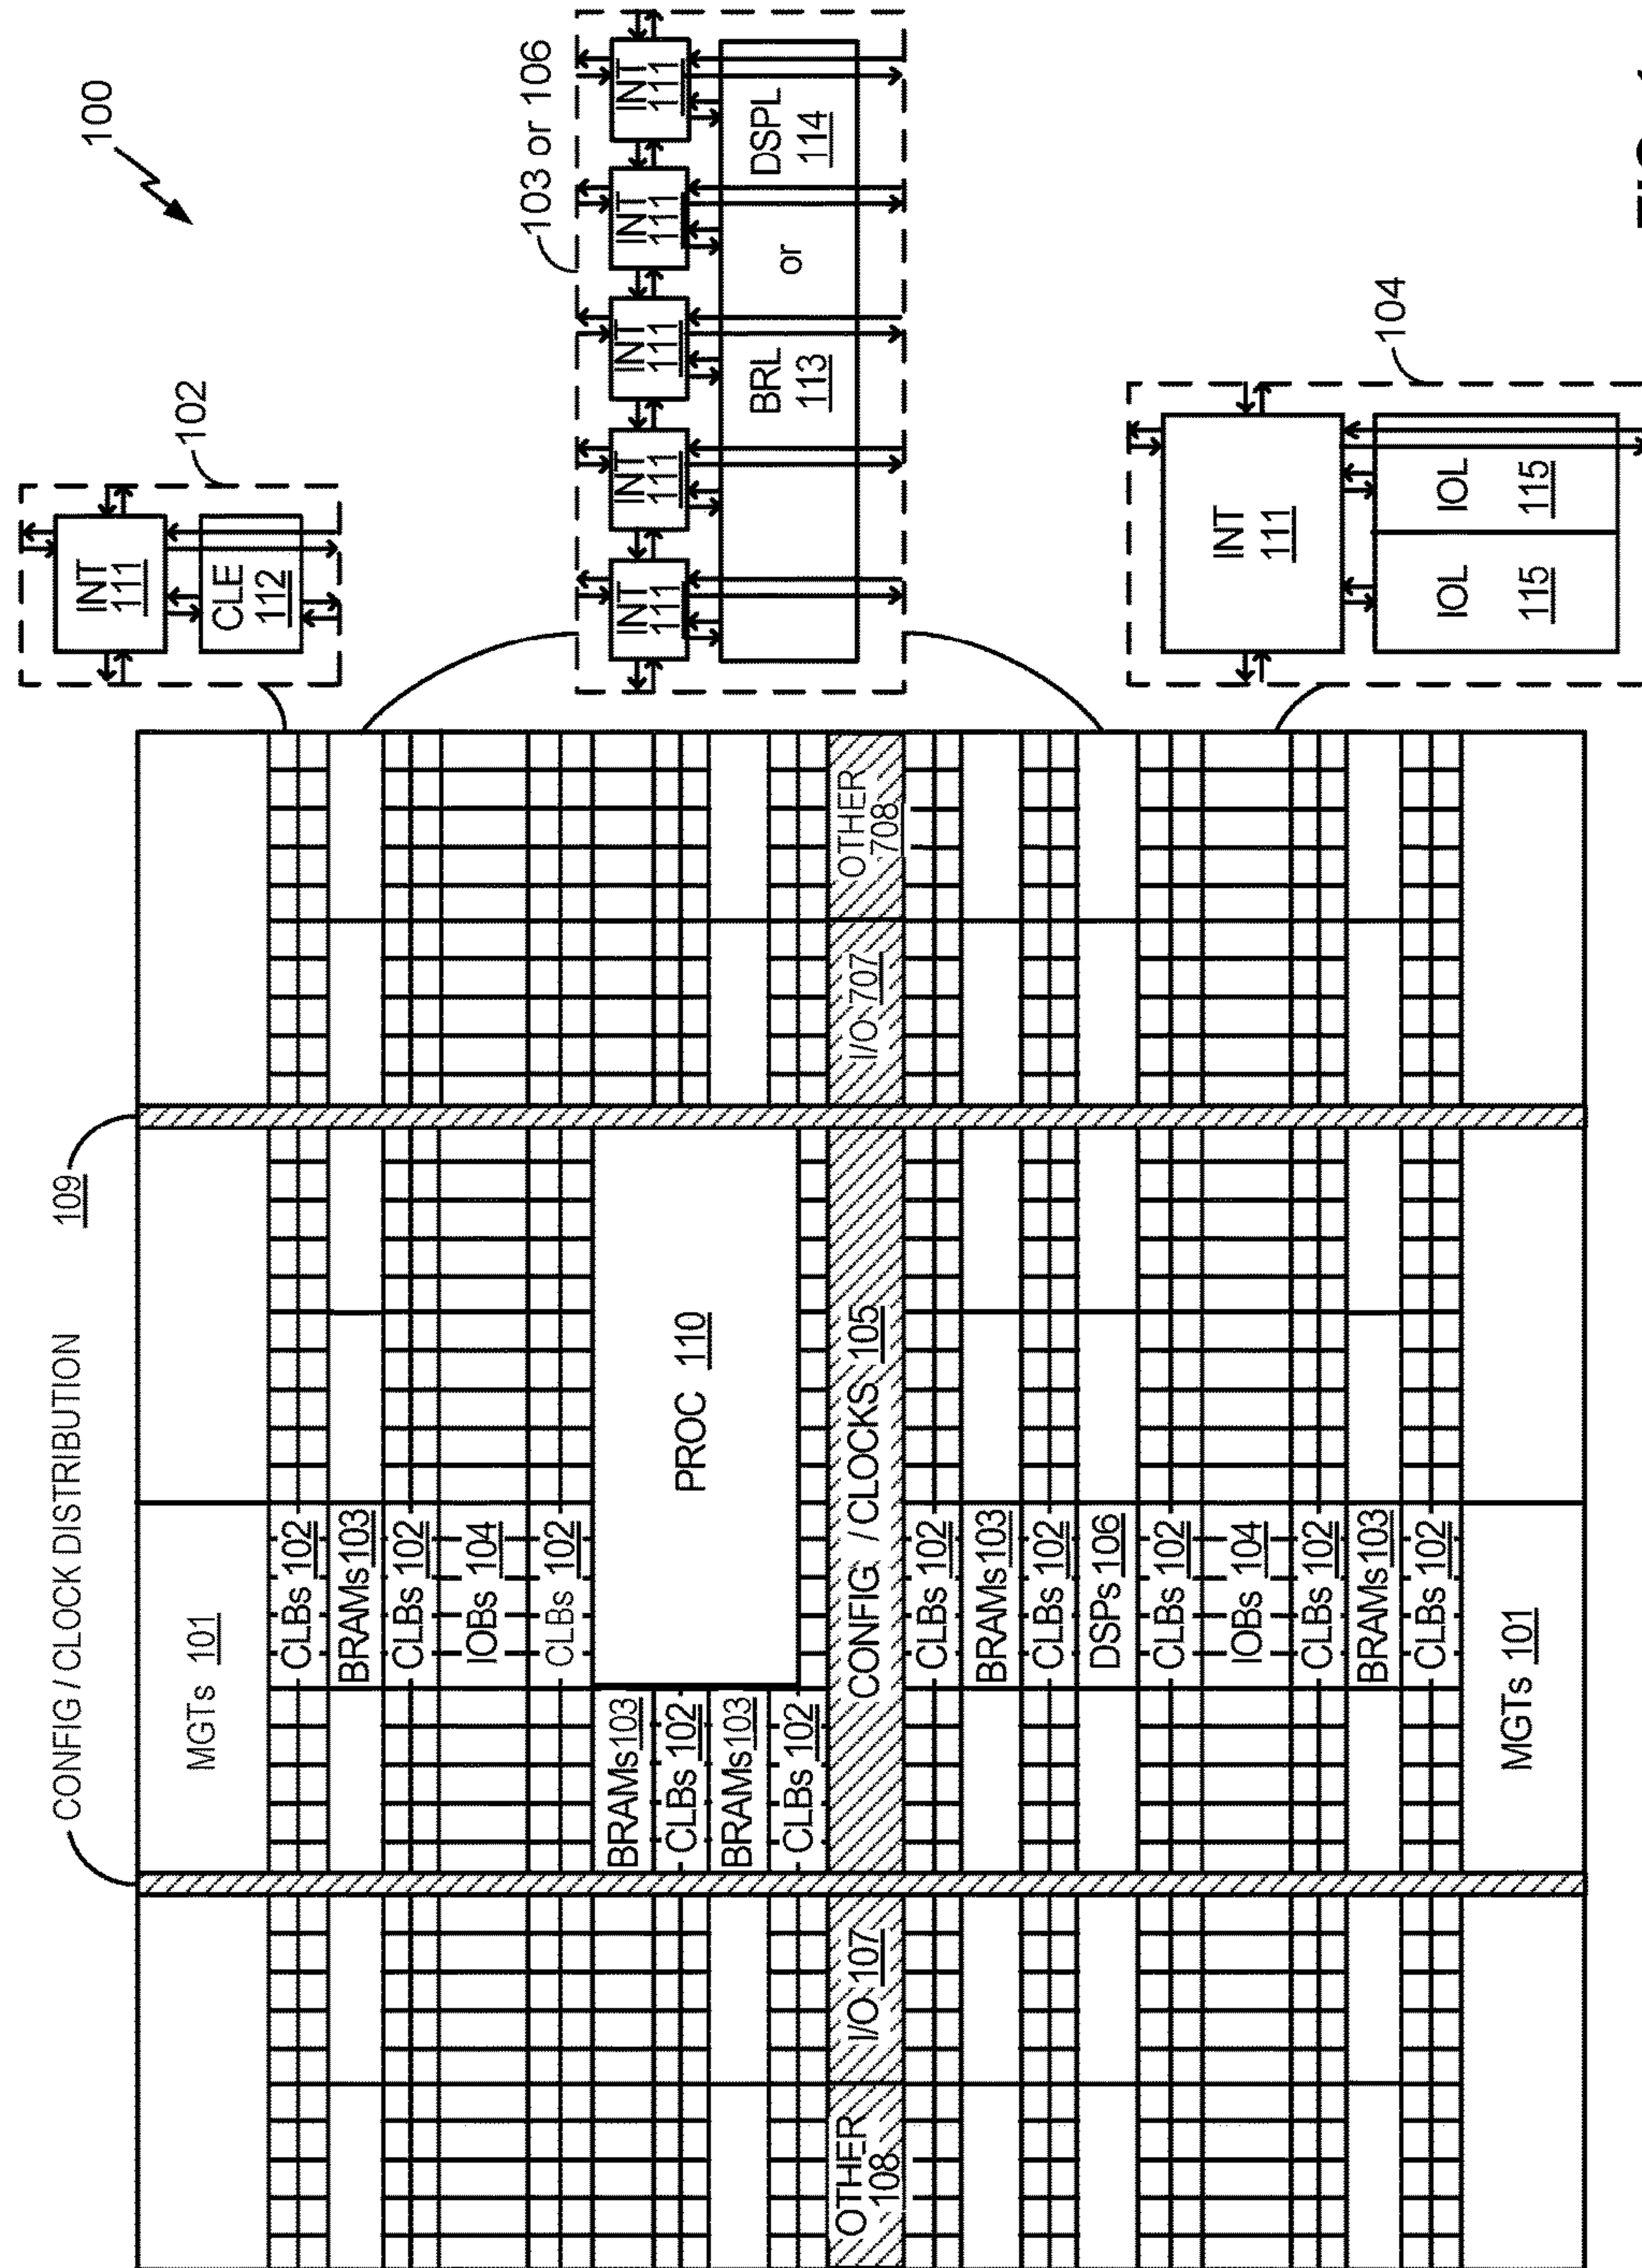 100
CONFIG / CLOCK DISTRIBUTION
109
MGTs 101
CLBs 102
BRAMs 103
CLBs 102
IOBs 104
CLBs 102
BRAMs 103
CLBs 102
BRAMs 103
CLBs 102
PROC 110
OTHER
108
I/O 107
CONFIG / CLOCKS 105
I/O 707
OTHER
708
CLBs 102
BRAMs 103
CLBs 102
DSPs 106
CLBs 102
IOBs 104
CLBs 102
BRAMs 103
CLBs 102
MGTs 101
102
INT
111
CLE
112
103 or 106
INT
111
INT
111
INT
111
INT
111
INT
111
BRL
113
or
DSPL
114
104
INT
111
IOL
115
IOL
115